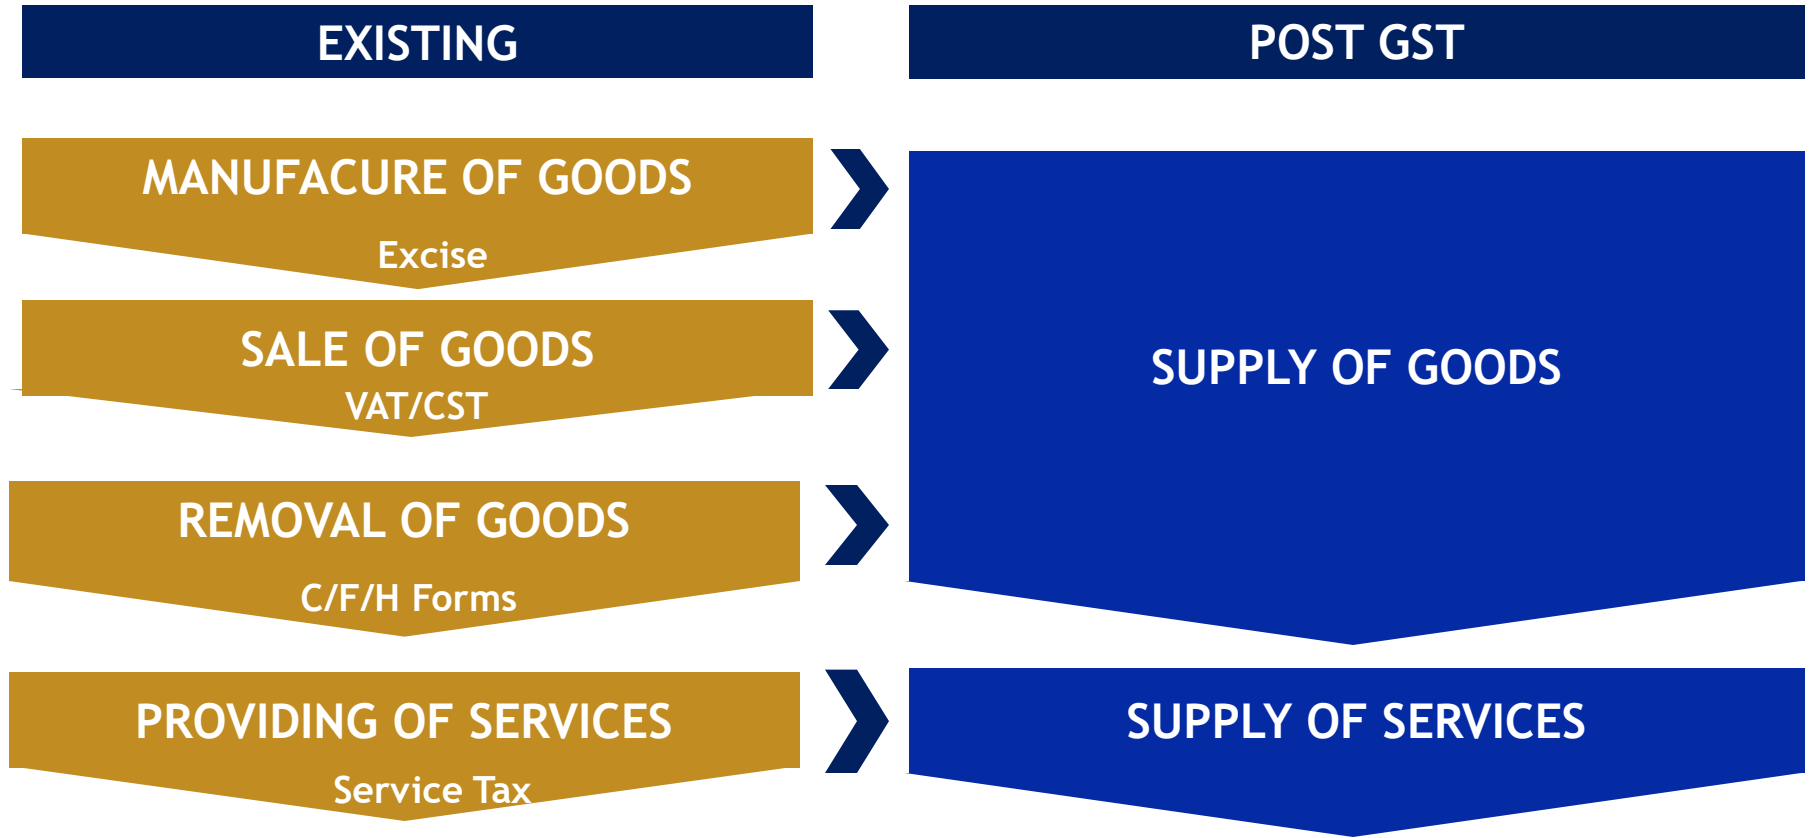 EXISTING
POST GST
MANUFACURE OF GOODS
Excise
SALE OF GOODS
VAT/CST
SUPPLY OF GOODS
REMOVAL OF GOODS
C/F/H Forms
PROVIDING OF SERVICES
Service Tax
SUPPLY OF SERVICES